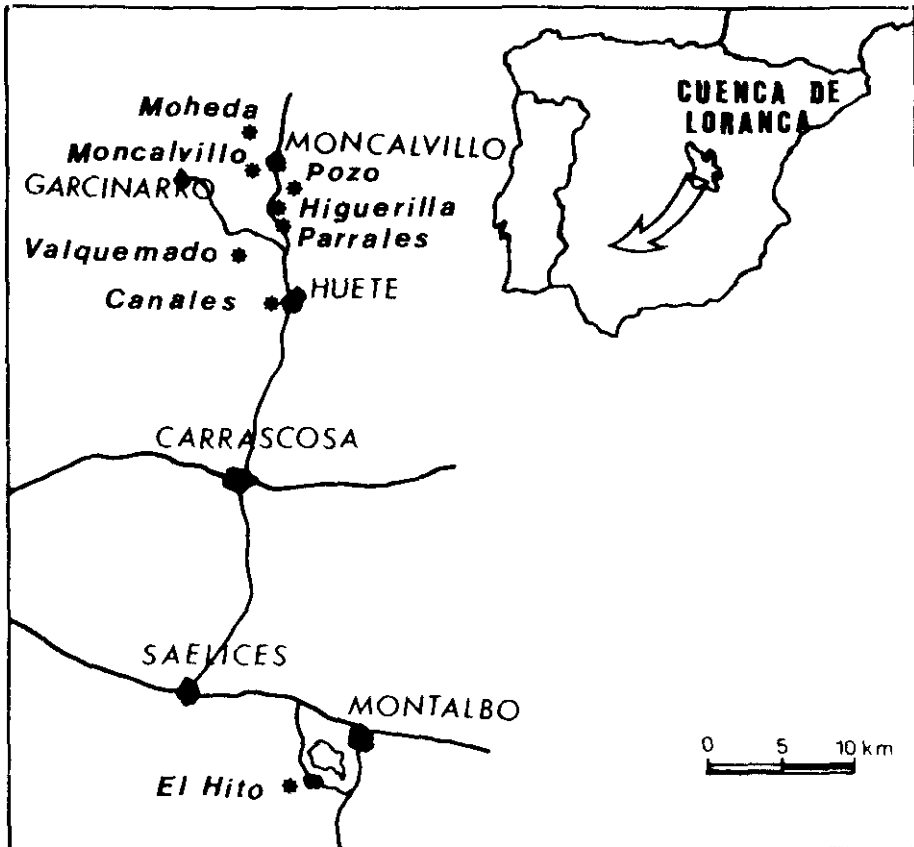 CUENCA DE
LORANCA
Moheda
MONCALVILLO
Moncalvillo
Pozo
GARCINARRO
Higuerilla
Parrales
Valquemado
HUETE
Canales
CARRASCOSA
SAELICES
MONTALBO
El Hito
0 5 10 km